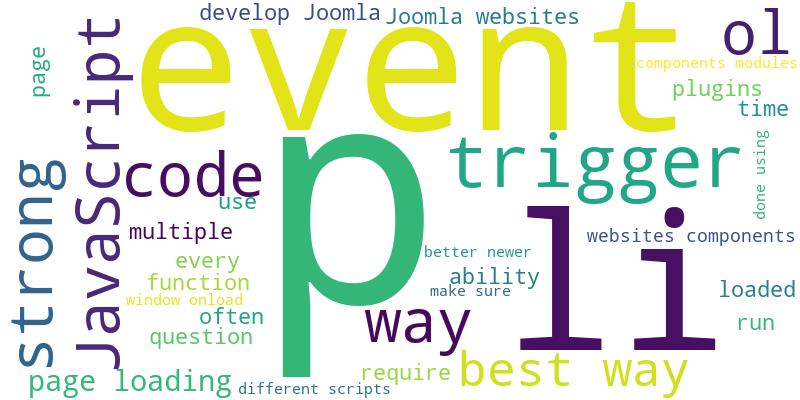 develop Joomla
Joomla websites
event
ol
components modules
plugins
time
page
JavaScript
strong
code
use
p
trigger
done using
multiple
every
function
window onload
often
question
better newer
ability
make sure
li
websites components
loaded
run
way
require
best way
page loading
different scripts